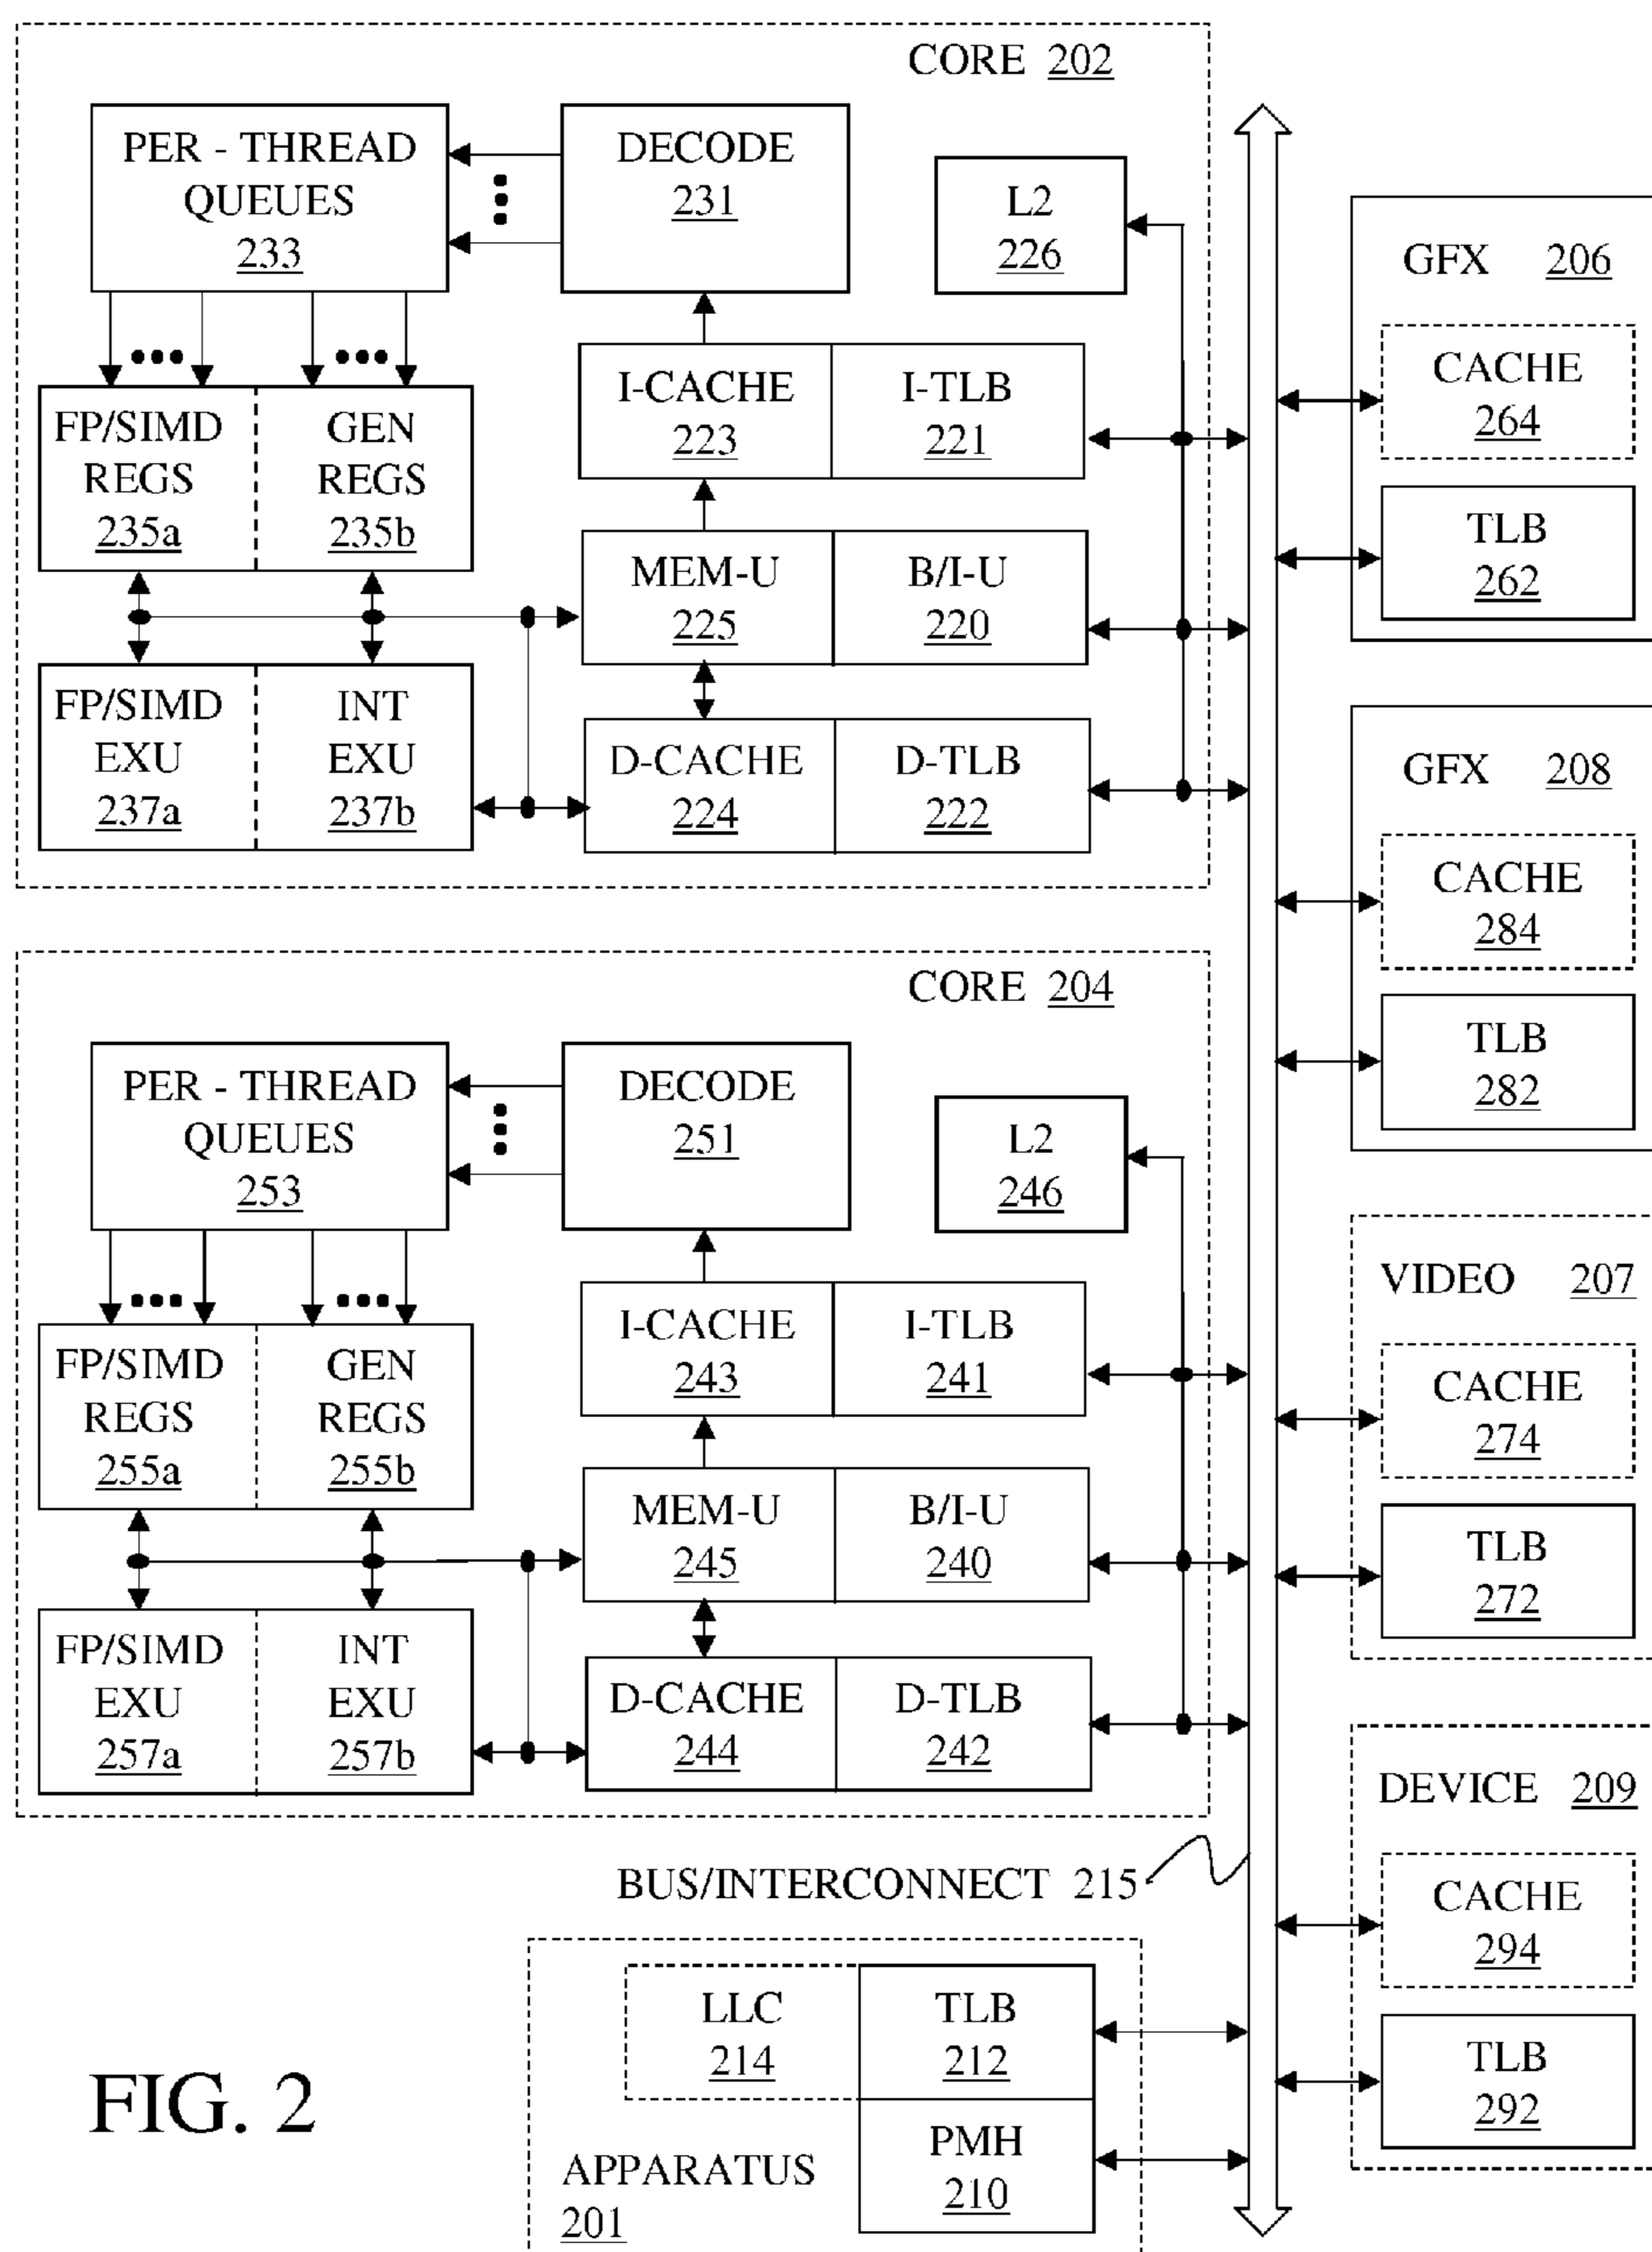 CORE 202
PER - THREAD
QUEUES
233
DECODE
231
L2
226
I-CACHE
223
I-TLB
221
FP/SIMD
REGS
235a
GEN
REGS
235b
MEM-U
225
B/I-U
220
FP/SIMD
EXU
237a
INT
EXU
237b
D-CACHE
224
D-TLB
222
CORE 204
PER - THREAD
QUEUES
253
DECODE
251
L2
246
I-CACHE
243
I-TLB
241
FP/SIMD
REGS
255a
GEN
REGS
255b
MEM-U
245
B/I-U
240
FP/SIMD
EXU
257a
INT
EXU
257b
D-CACHE
244
D-TLB
242
GFX 206
CACHE
264
TLB
262
GFX 208
CACHE
284
TLB
282
VIDEO 207
CACHE
274
TLB
272
DEVICE 209
CACHE
294
TLB
292
BUS/INTERCONNECT 215
LLC
214
TLB
212
PMH
210
APPARATUS
201
FIG. 2